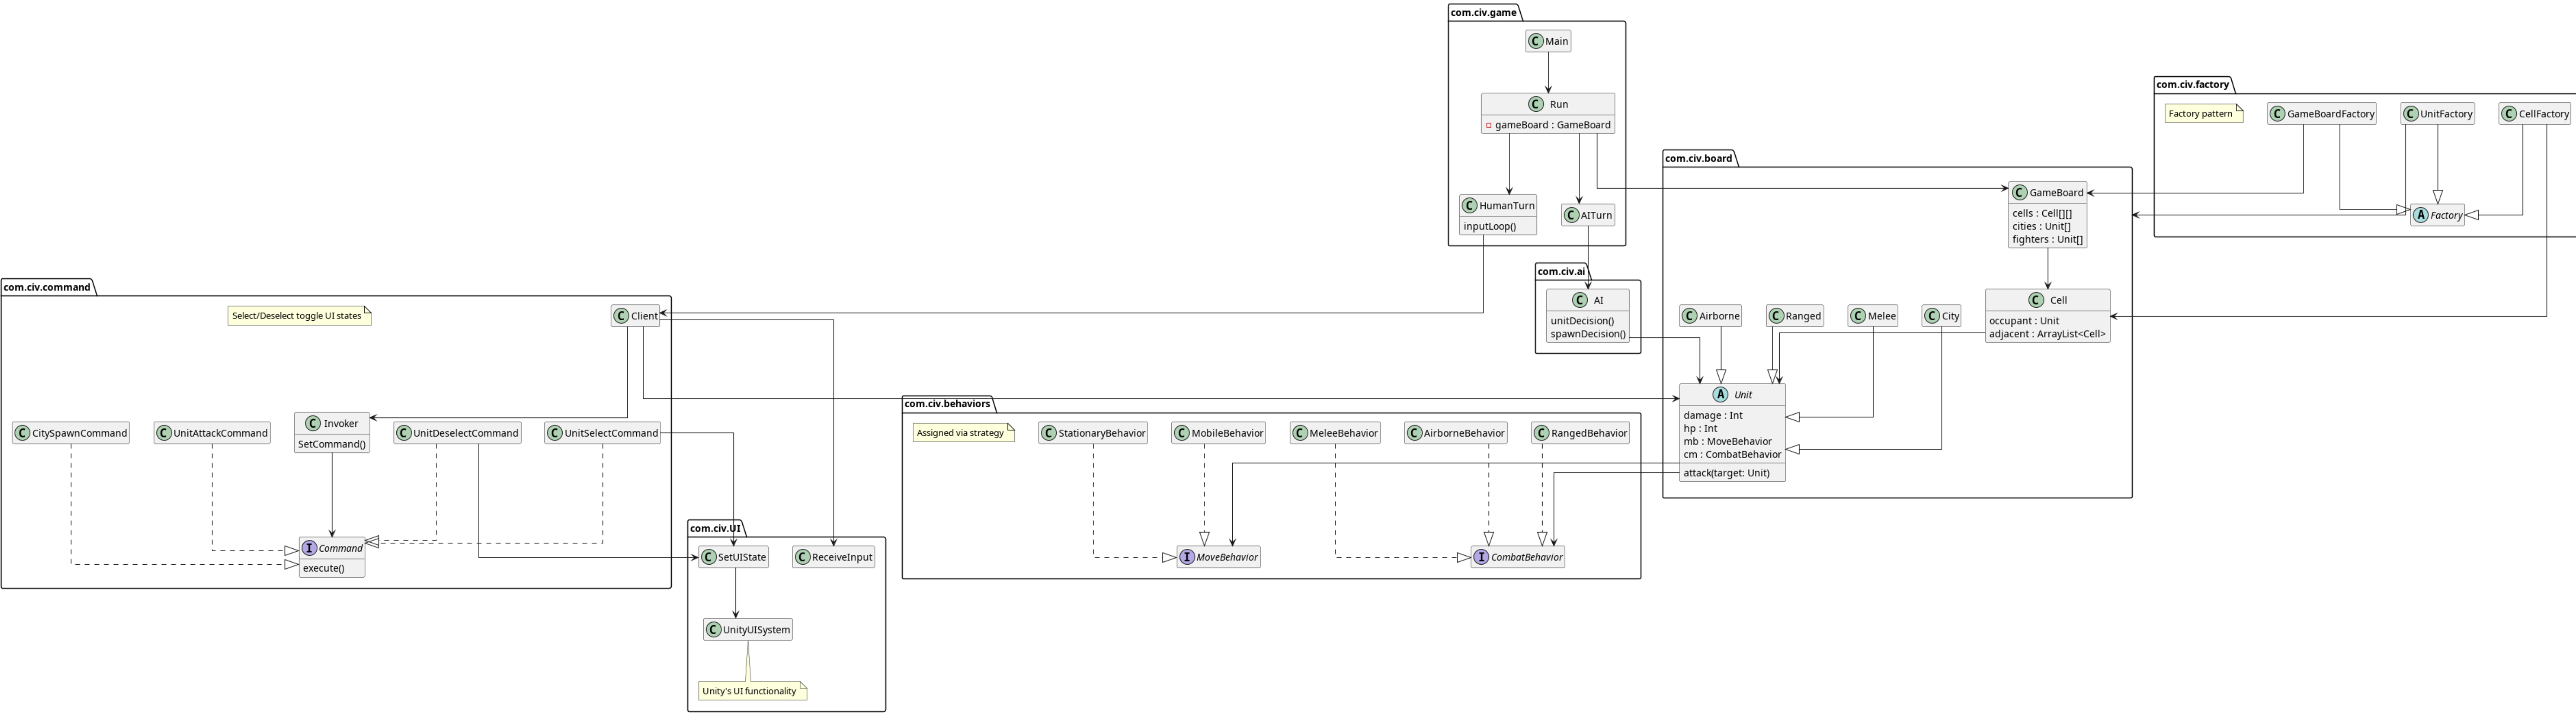 com.civ.game
C Main
C Run
gameBoard : GameBoard
C HumanTurn
inputLoop()
C AITurn
com.civ.factory
Factory pattern
C GameBoardFactory
C UnitFactory
C CellFactory
A Factory
com.civ.board
C GameBoard
cells : Cell[][]
cities : Unit[]
fighters : Unit[]
C Cell
occupant : Unit
adjacent : ArrayList<Cell>
C Airborne
C Ranged
C Melee
C City
A Unit
damage : Int
hp : Int
mb : MoveBehavior
cm : CombatBehavior
attack(target: Unit)
com.civ.ai
C AI
unitDecision()
spawnDecision()
com.civ.command
Select/Deselect toggle UI states
C Client
C CitySpawnCommand
C UnitAttackCommand
C Invoker
SetCommand()
C UnitDeselectCommand
C UnitSelectCommand
I Command
execute()
com.civ.behaviors
Assigned via strategy
C StationaryBehavior
C MobileBehavior
C MeleeBehavior
C AirborneBehavior
C RangedBehavior
I MoveBehavior
I CombatBehavior
com.civ.UI
C SetUIState
C ReceiveInput
C UnityUISystem
Unity's UI functionality